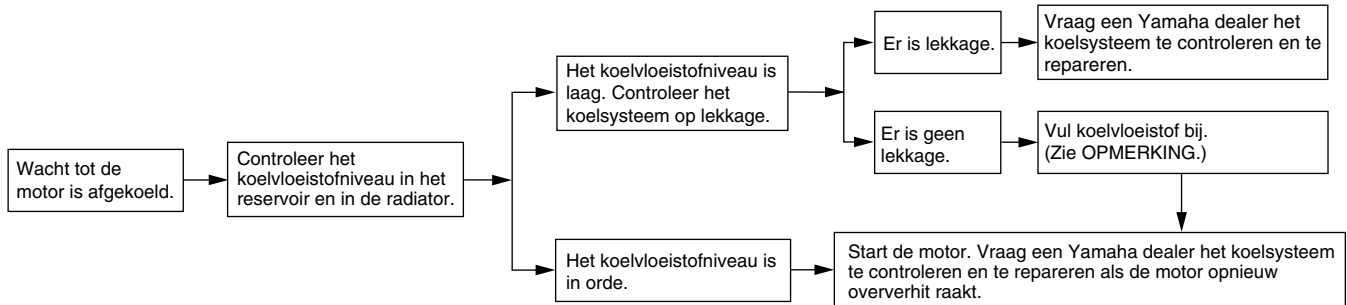 Wacht tot de
motor is afgekoeld.
Controleer het
koelvloeistofniveau in het
reservoir en in de radiator.
Het koelvloeistofniveau is
laag. Controleer het
koelsysteem op lekkage.
Er is lekkage.
Vraag een Yamaha dealer het
koelsysteem te controleren en te
repareren.
Er is geen
lekkage.
Vul koelvloeistof bij.
(Zie OPMERKING.)
Het koelvloeistofniveau is
in orde.
Start de motor. Vraag een Yamaha dealer het koelsysteem
te controleren en te repareren als de motor opnieuw
oververhit raakt.